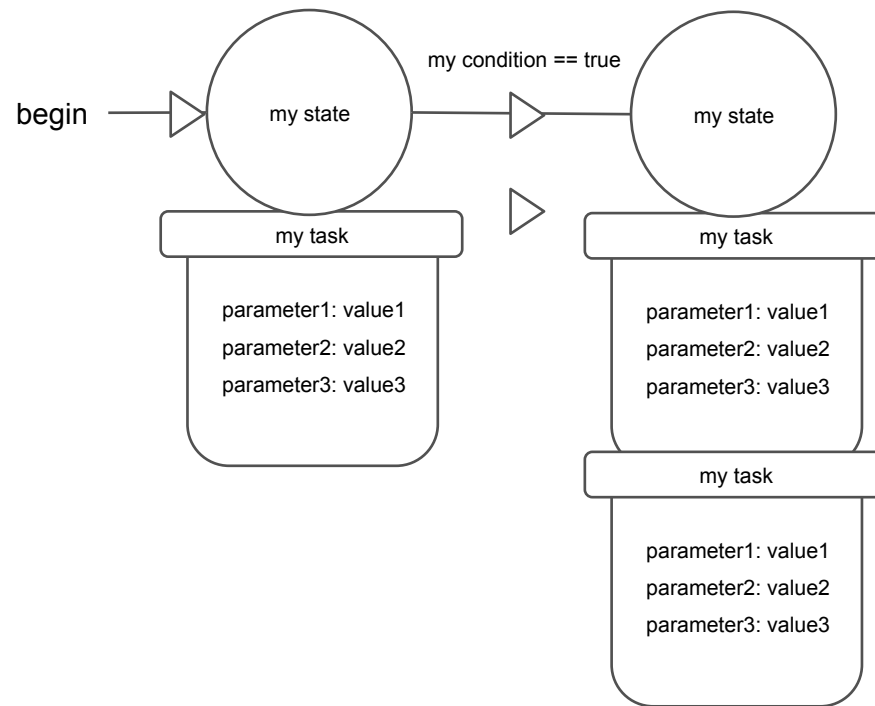 begin
my state
my condition == true
my state
my task
parameter1: value1
parameter2: value2
parameter3: value3
my task
parameter1: value1
parameter2: value2
parameter3: value3
my task
parameter1: value1
parameter2: value2
parameter3: value3